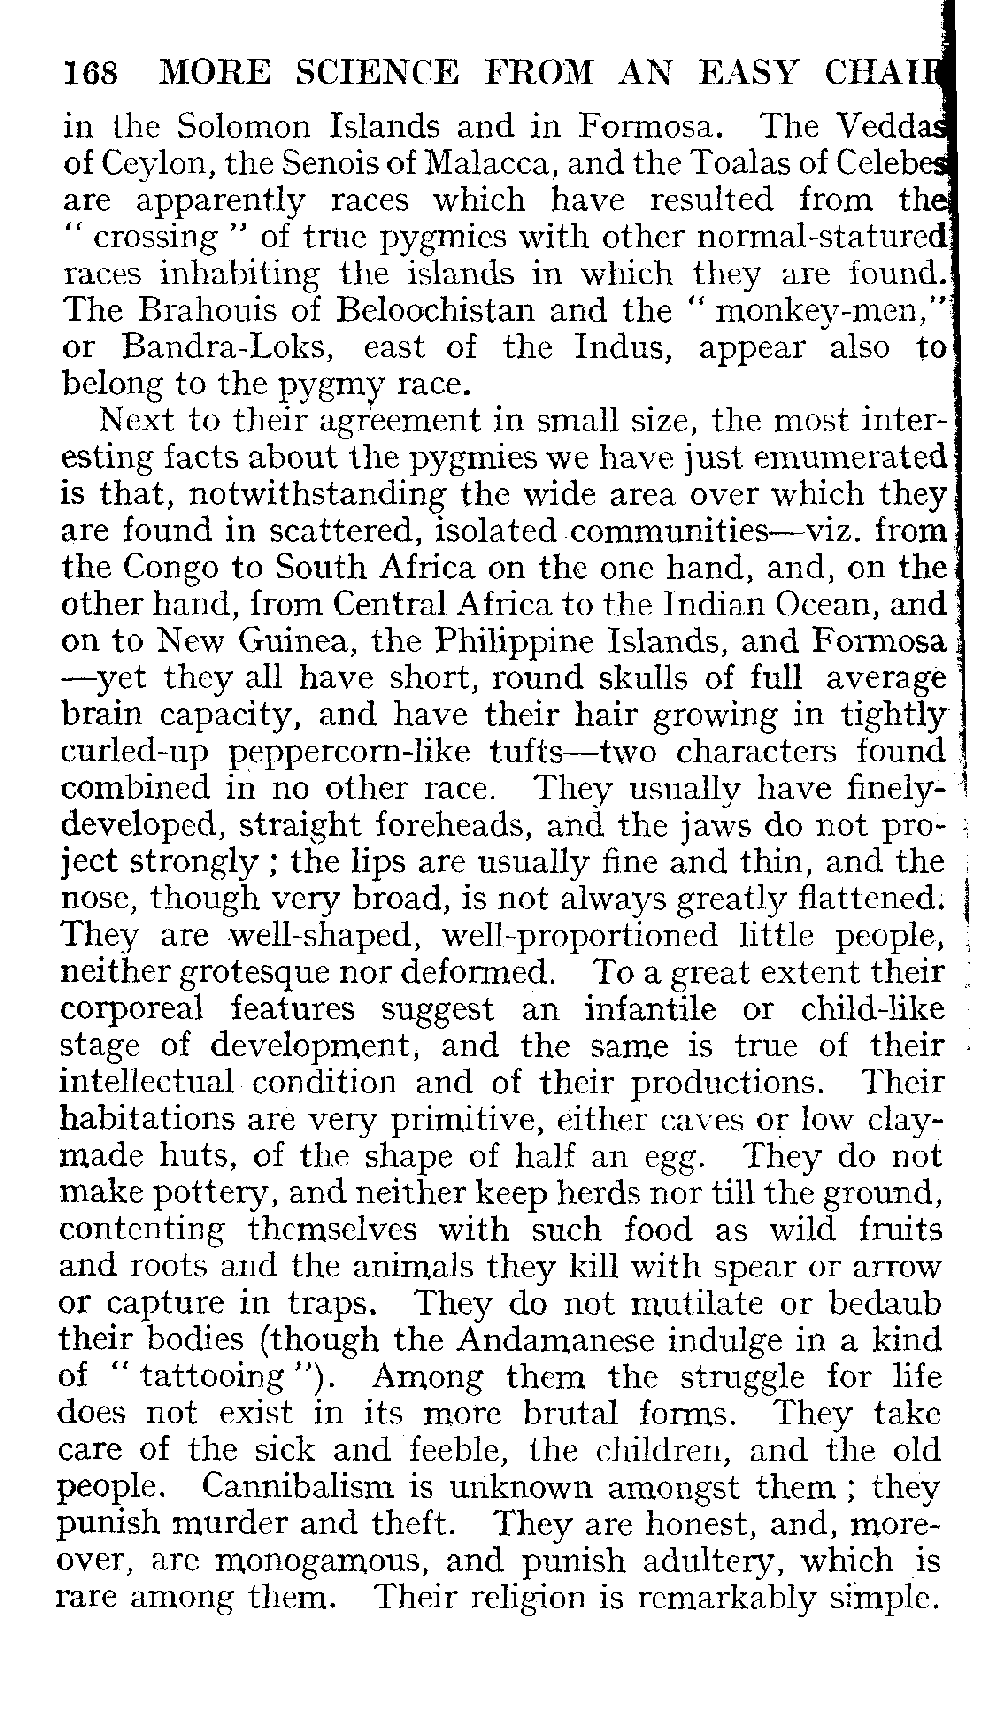 168 MORE SCIENCE FROM AN EASY CHAIR
in the Solomon Islands and in Formosa. The Veddas
of Ceylon, the Senois of Malacca, and the Toalas of Celebes
are apparently races which have resulted from the
“ crossing ” of true pygmies with other normal-statured
races inhabiting the islands in which they are found.
The Brahouis of Beloochistan and the “ monkey-men,”
or Bandra-Loks, east of the Indus, appear also to
belong to the pygmy race.
Next to their agreement in small size, the most inter-
esting facts about the pygmies we have just enumerated
is that, notwithstanding the wide area over which they
are found in scattered, isolated communities—viz. from
the Congo to South Africa on the one hand, and, on the
other hand, from Central Africa to the Indian Ocean, and
on to New Guinea, the Philippine Islands, and Formosa
—yet they all have short, round skulls of full average
brain capacity, and have their hair growing in tightly
curled-up peppercorn-like tufts—two characters found
combined in no other race. They usually have finely-
developed, straight foreheads, and the jaws do not pro-
ject strongly ; the lips are usually fine and thin, and the
nose, though very broad, is not always greatly flattened.
They are well-shaped, well-proportioned little people,
neither grotesque nor deformed. To a great extent their
corporeal features suggest an infantile or child-like
stage of development, and the same is true of their
intellectual condition and of their productions. Their
habitations are very primitive, either caves or low clay-
made huts, of the shape of half an egg. They do not
make pottery, and neither keep herds nor till the ground,
contenting themselves with such food as wild fruits
and roots and the animals they kill with spear or arrow
or capture in traps. They do not mutilate or bedaub
their bodies (though the Andamanese indulge in a kind
of “ tattooing ”). Among them the struggle for life
does not exist in its more brutal forms. They take
care of the sick and feeble, the children, and the old
people. Cannibalism is unknown amongst them ; they
punish murder and theft. They are honest, and, more-
over, are monogamous, and punish adultery, which is
rare among them. Their religion is remarkably simple.